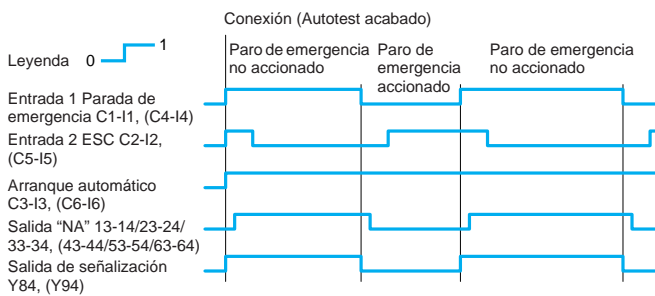 Conexión (Autotest acabado)
Leyenda 0 1
Paro de emergencia
no accionado
Paro de
emergencia
accionado
Paro de emergencia
no accionado
Entrada 1 Parada de
emergencia C1-I1, (C4-I4)
Entrada 2 ESC C2-I2,
(C5-I5)
Arranque automático
C3-I3, (C6-I6)
Salida “NA” 13-14/23-24/
33-34, (43-44/53-54/63-64)
Salida de señalización
Y84, (Y94)